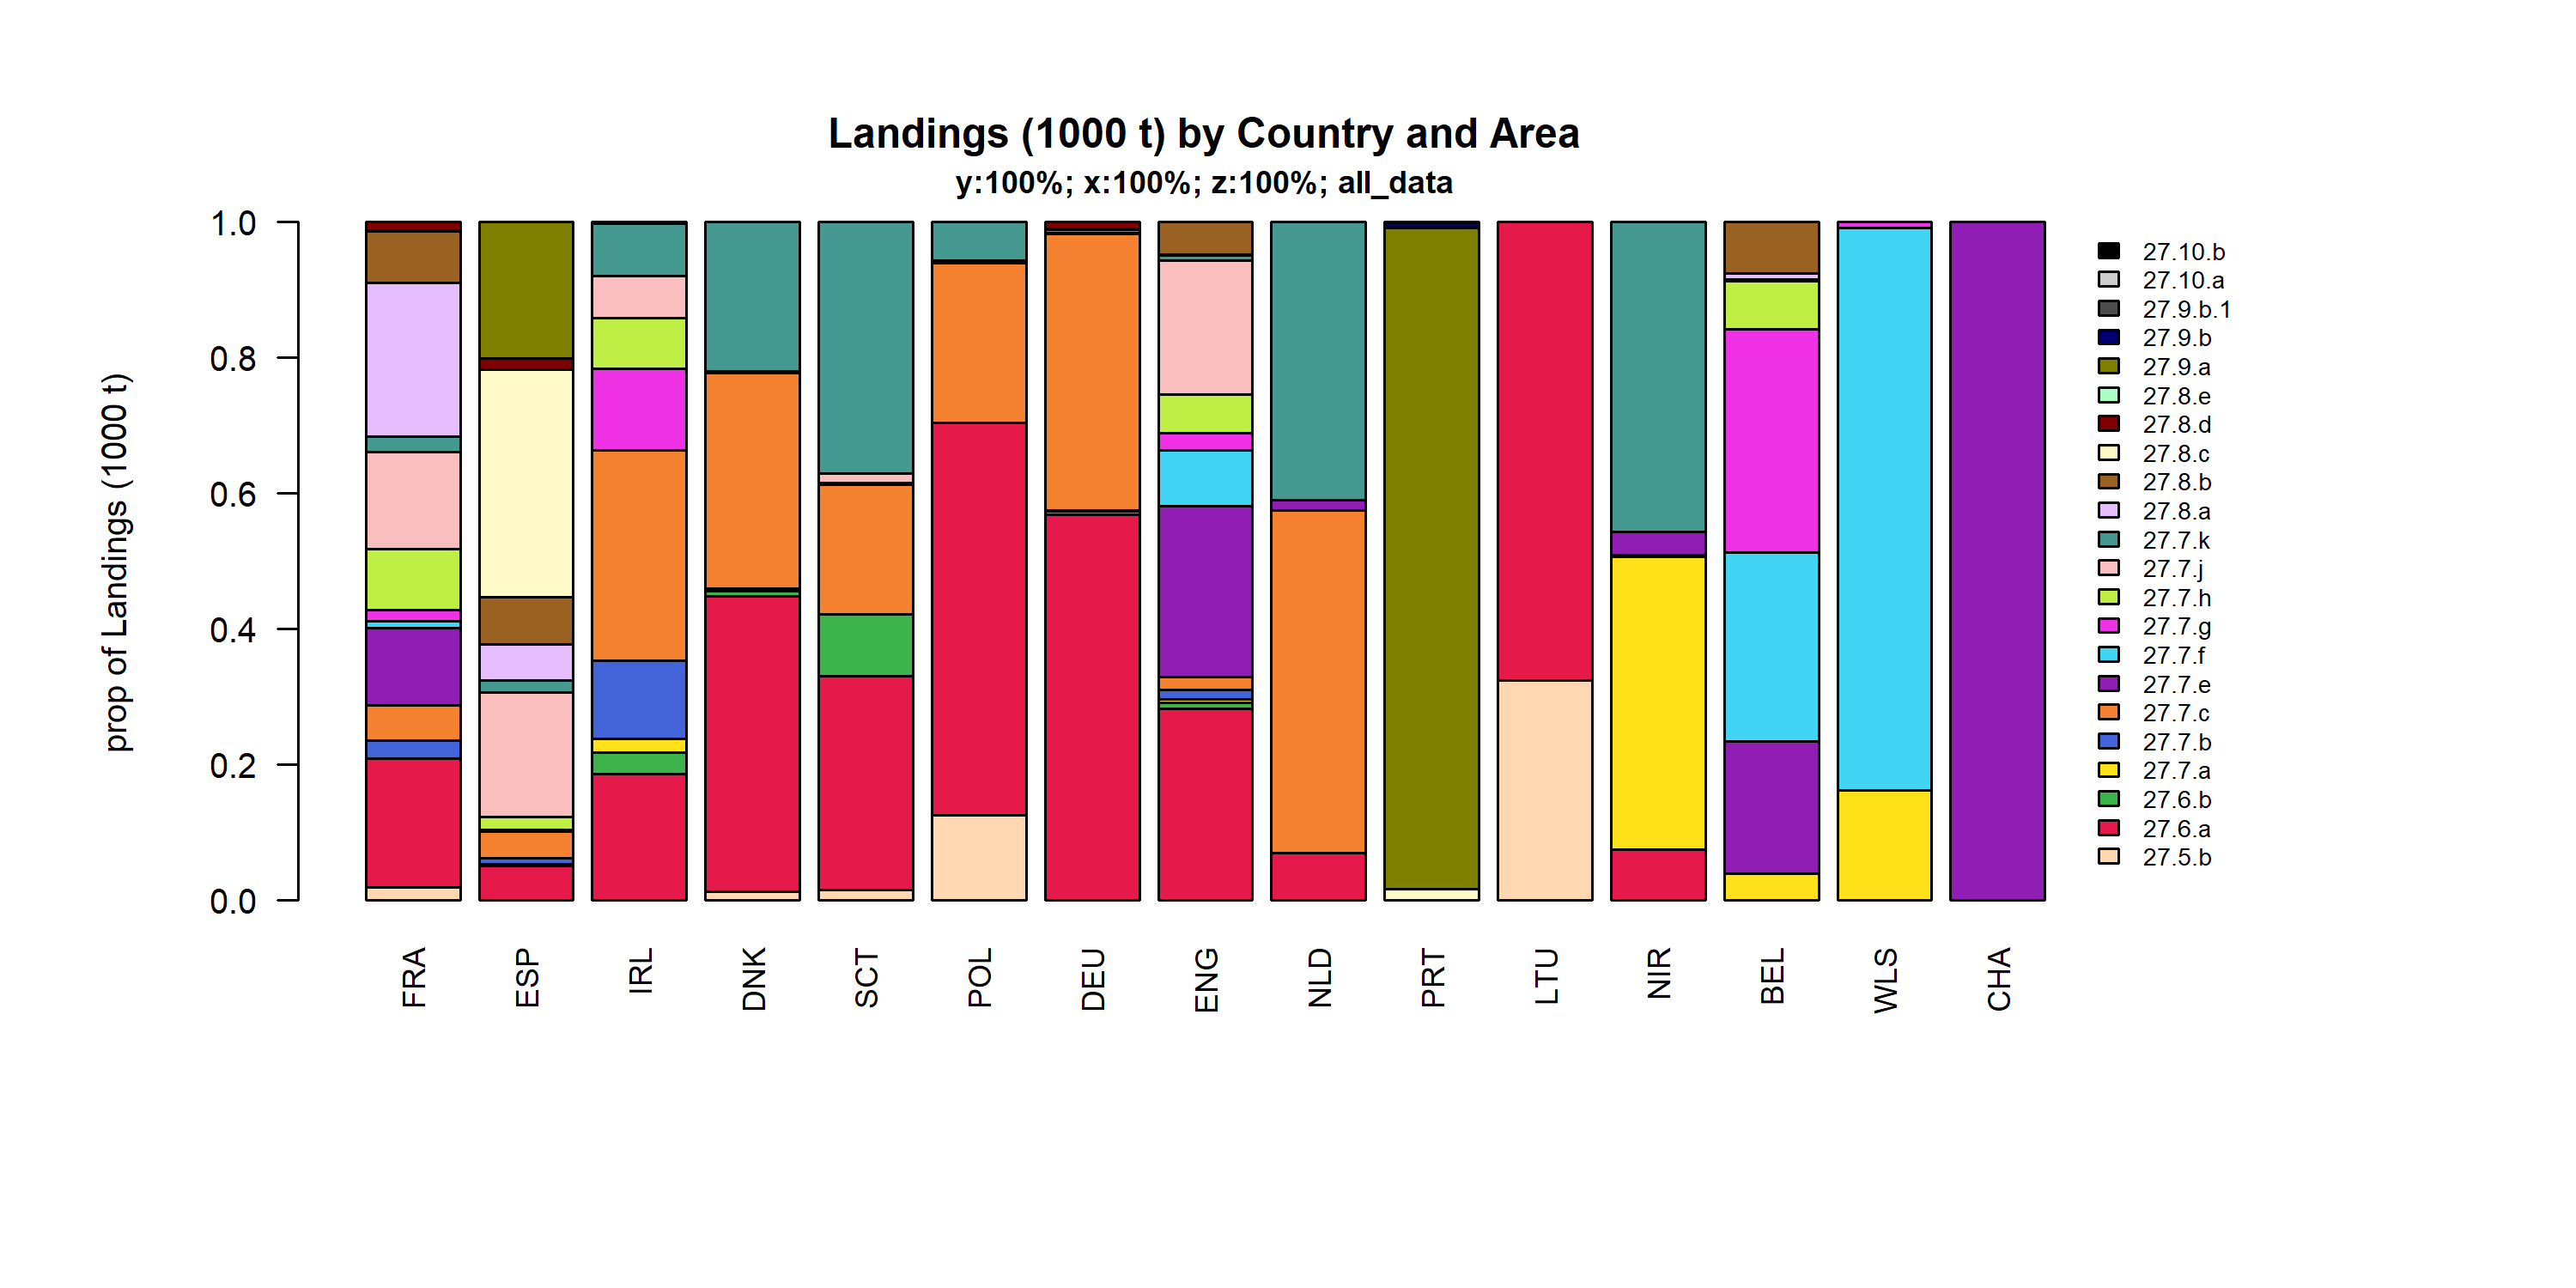 Landings (1000 t) by Country and Area
y:100%; x:100%; z:100%; all_data
prop of Landings (1000 t)
1.0
0.8
0.6
0.4
0.2
0.0
FRA
ESP
IRL
DNK
SCT
POL
DEU
ENG
NLD
PRT
LTU
NIR
BEL
WLS
CHA
27.10.b
27.10.a
27.9.b.1
27.9.b
27.9.a
27.8.e
27.8.d
27.8.c
27.8.b
27.8.a
27.7.k
27.7.j
27.7.h
27.7.g
27.7.f
27.7.e
27.7.c
27.7.b
27.7.a
27.6.b
27.6.a
27.5.b